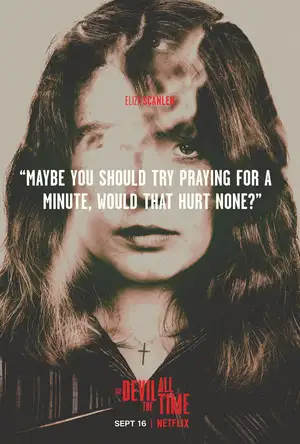 ELIZA SCANLEN
“MAYBE YOU SHOULD TRY PRAYING FOR A
MINUTE, WOULD THAT HURT NONE?”
THE DEVIL ALL
THE TIME
SEPT 16 | NETFLIX